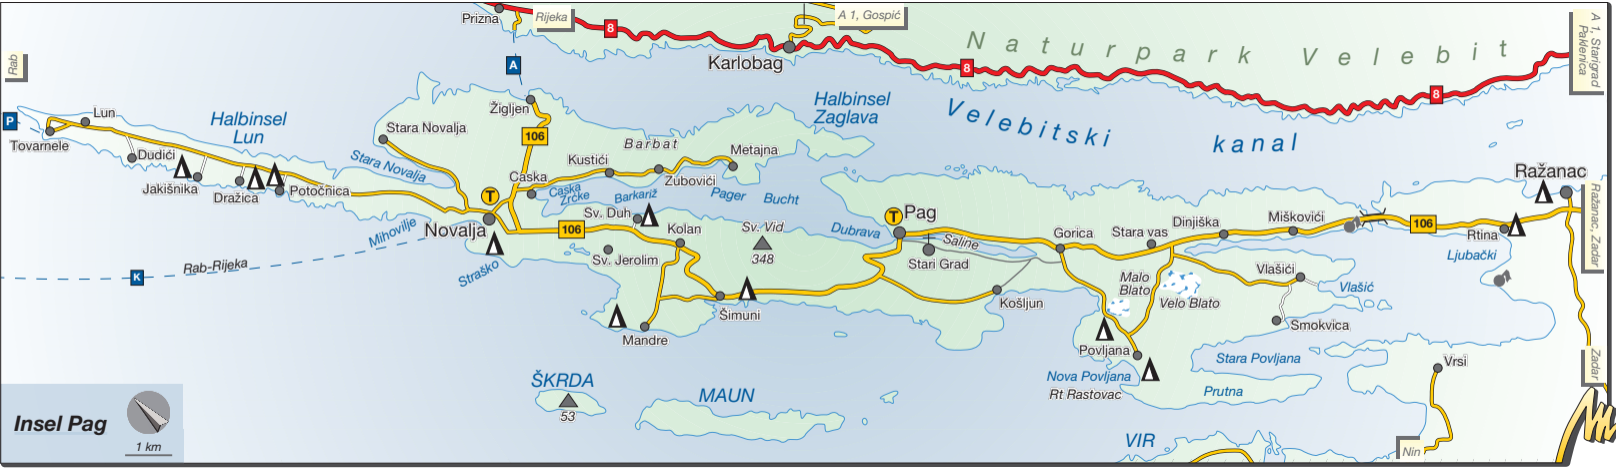 Prizna
Rijeka
8
A 1, Gospić
A 1, Starigrad
Paklenica
Naturpark Velebit
Karlobag
8
8
Rab
A
P
Lun
Tovarnele
Halbinsel
Lun
Žigljen
106
Stara Novalja
Stara Novalja
Halbinsel
Zaglava
Velebitski kanal
Dudići
Jakišnika
Dražica
Potočnica
Barbat
Kustići
Metajna
Zubovići
Caska
Caska
Zrće
Barkariž
Pager Bucht
Ražanac
Ražanac, Zadar
T
Novalja
Mihovilje
106
Sv. Duh
Kolan
Sv. Vid
348
Dubrava
T
Pag
Saline
Stari Grad
Gorica
Stara vas
Dinjiška
Miškovići
106
Rtina
Ljubački
K
Rab-Rijeka
Straško
Sv. Jerolim
Šimuni
Mandre
Košljun
Malo
Blato
Velo Blato
Vlašići
Vlašić
Smokvica
Povljana
Nova Povljana
Rt Rastovac
Stara Povljana
Prutna
Vrsi
Zadar
Insel Pag
1 km
ŠKRDA
53
MAUN
VIR
Nin